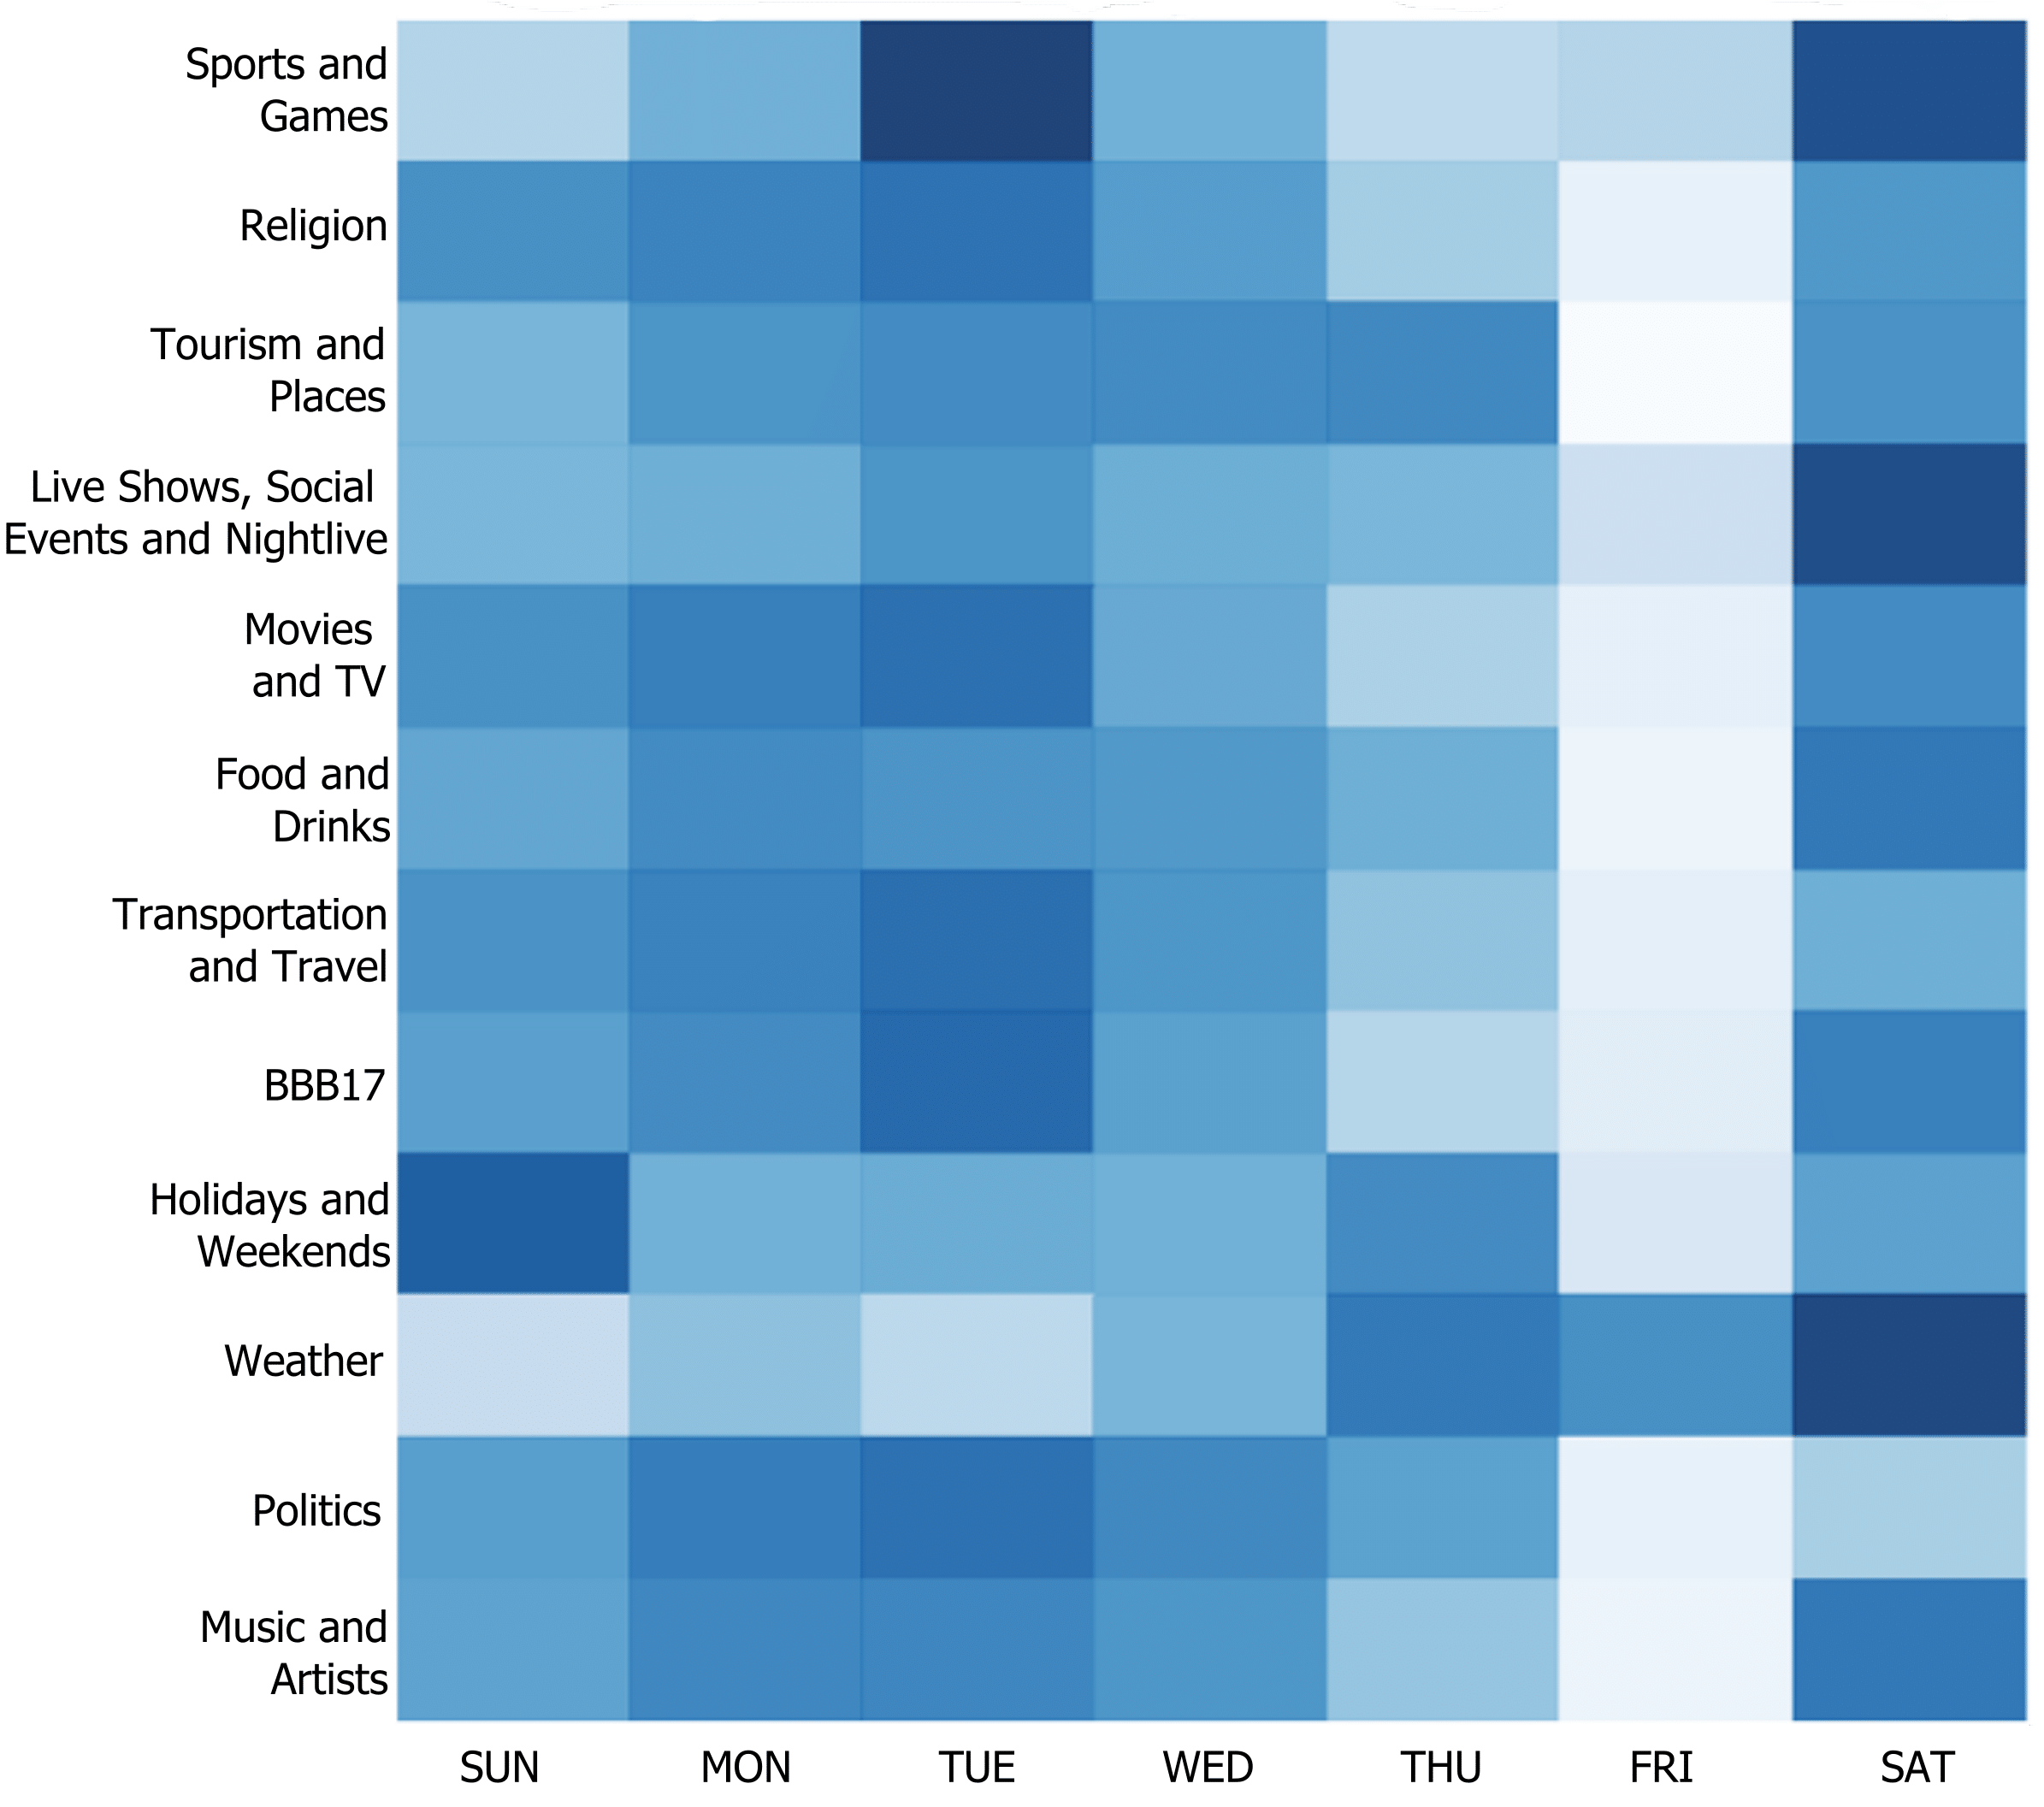 Sports and
Games
Religion
Tourism and
Places
Live Shows, Social
Events and Nightlive
Movies
and TV
Food and
Drinks
Transportation
and Travel
BBB17
Holidays and
Weekends
Weather
Politics
Music and
Artists
SUN MON TUE WED THU FRI SAT